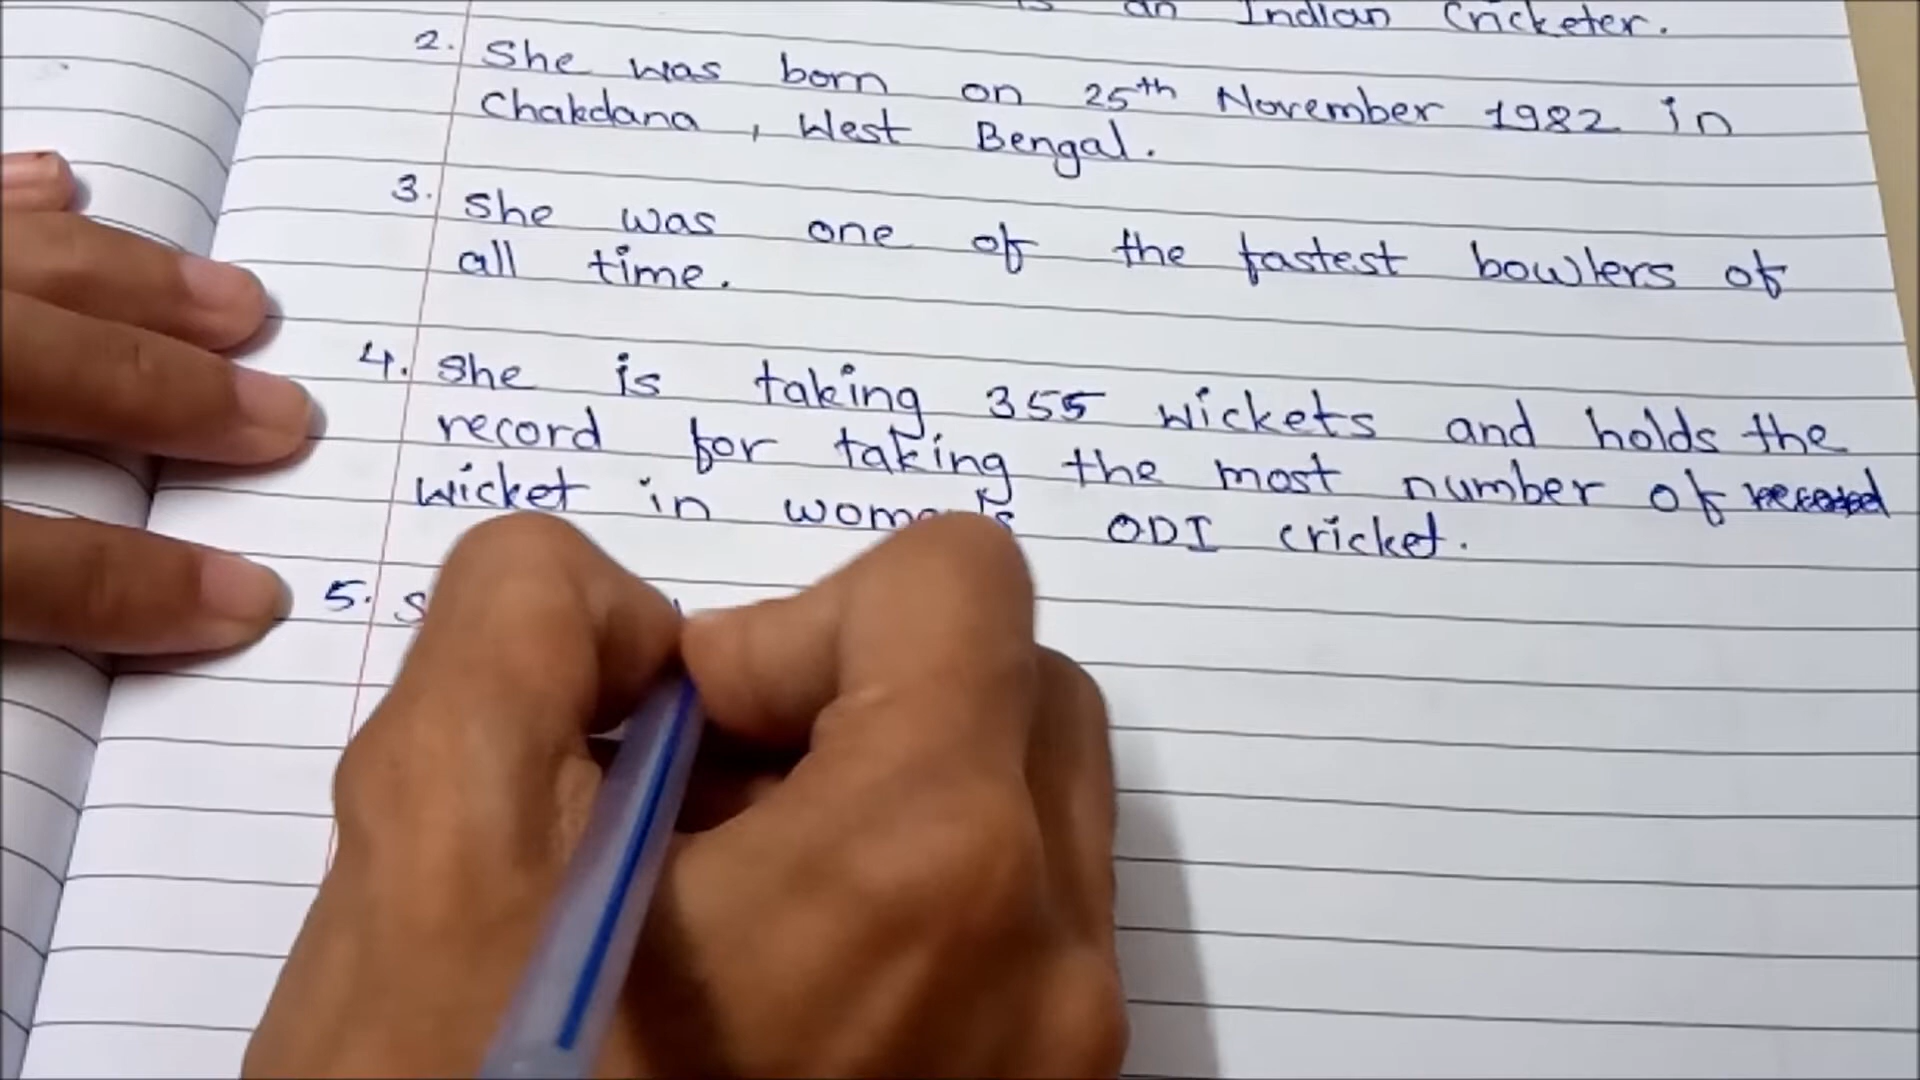 is an Indian Cricketer.
2. She was born on 25th November 1982 in
Chakdana, West Bengal.
3. She was one of the fastest bowlers of
all time.
4. She is taking 355 wickets and holds the
record for taking the most number of
wicket in women's ODI cricket.
5. S